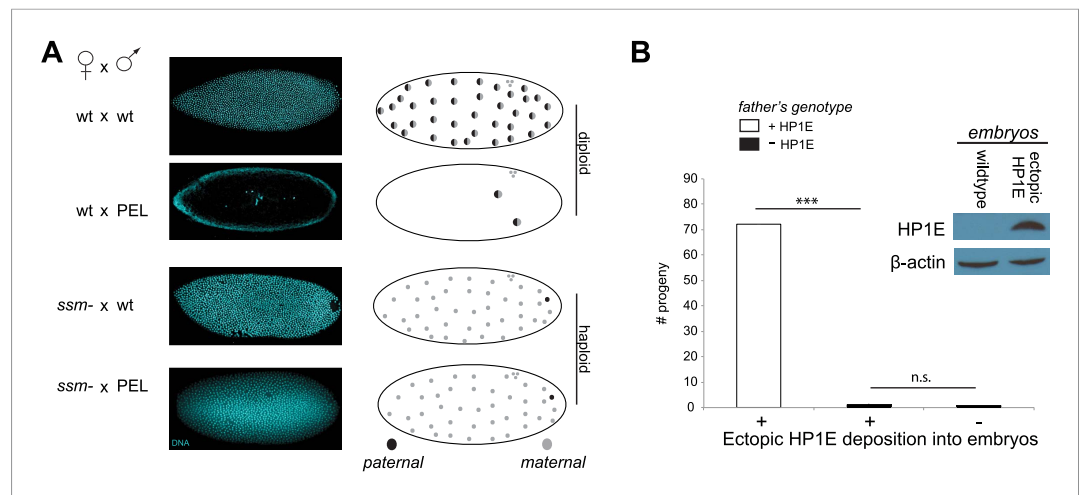 A
♀ x ♂
wt x wt
wt x PEL
ssm- x wt
ssm- x PEL
DNA
diploid
haploid
paternal
maternal
B
father's genotype
+ HP1E
- HP1E
embryos
wildtype
ectopic
HP1E
HP1E
β-actin
# progeny
90
80
70
60
50
40
30
20
10
0
***
n.s.
+
+
-
Ectopic HP1E deposition into embryos